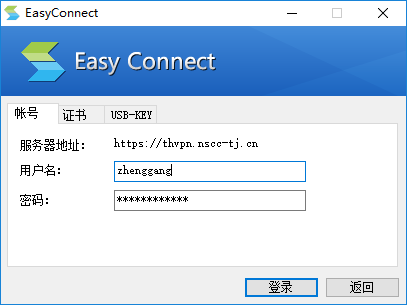 EasyConnect
Easy Connect
帐号 证书 USB-KEY
服务器地址： https://thvpn.nscc-tj.cn
用户名： zhenggang
密码： ************
登录 返回